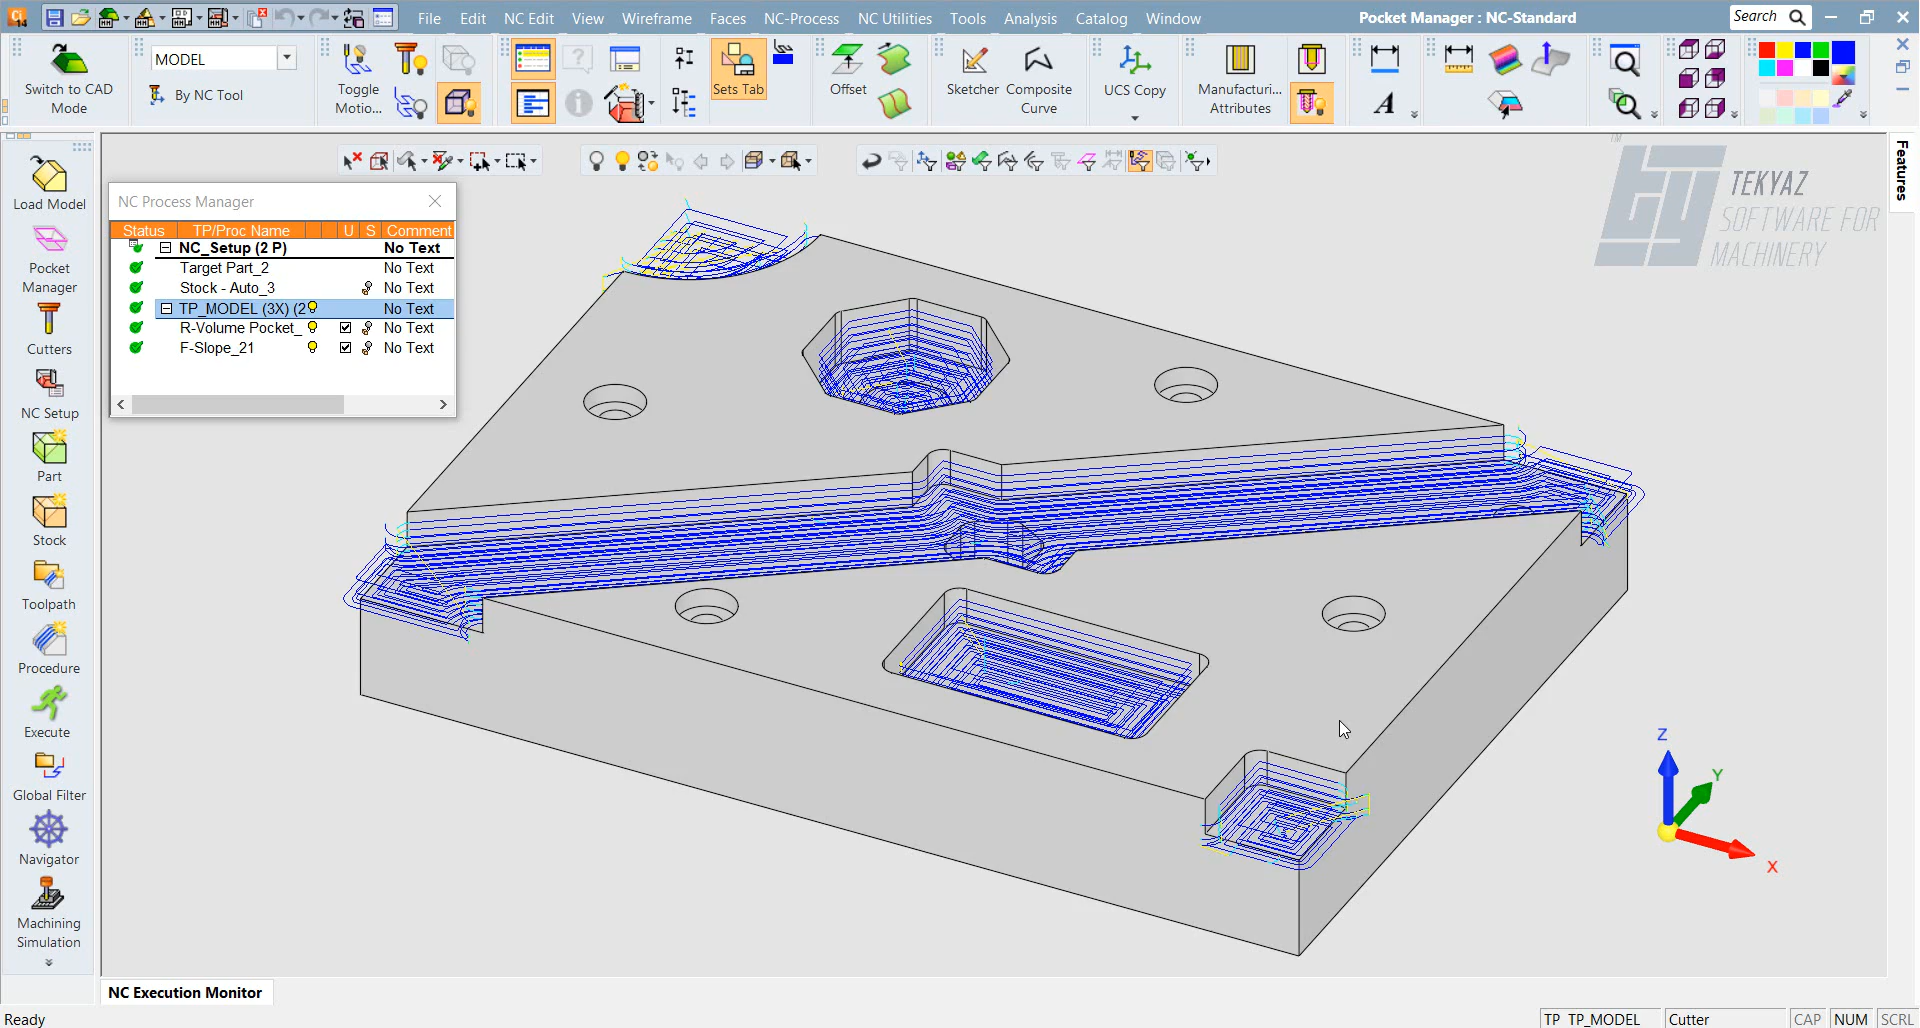 File Edit NC Edit View Wireframe Faces NC-Process NC Utilities Tools Analysis Catalog Window
Pocket Manager : NC-Standard
Search
Switch to CAD
Mode
MODEL
By NC Tool
Toggle
Motio...
Sets Tab
Offset
Sketcher
Composite
Curve
UCS Copy
Manufacturi...
Attributes
A
Load Model
Pocket
Manager
Cutters
NC Setup
Part
Stock
Toolpath
Procedure
Execute
Global Filter
Navigator
Machining
Simulation
NC Process Manager
Status TP/Proc Name U S Comment
NC_Setup (2 P) No Text
Target Part_2 No Text
Stock - Auto_3 No Text
TP_MODEL (3X) (2 No Text
R-Volume Pocket_ No Text
F-Slope_21 No Text
TM
TEKYAZ
SOFTWARE FOR
MACHINERY
Features
Z
Y
X
NC Execution Monitor
Ready
TP TP_MODEL Cutter CAP NUM SCRL